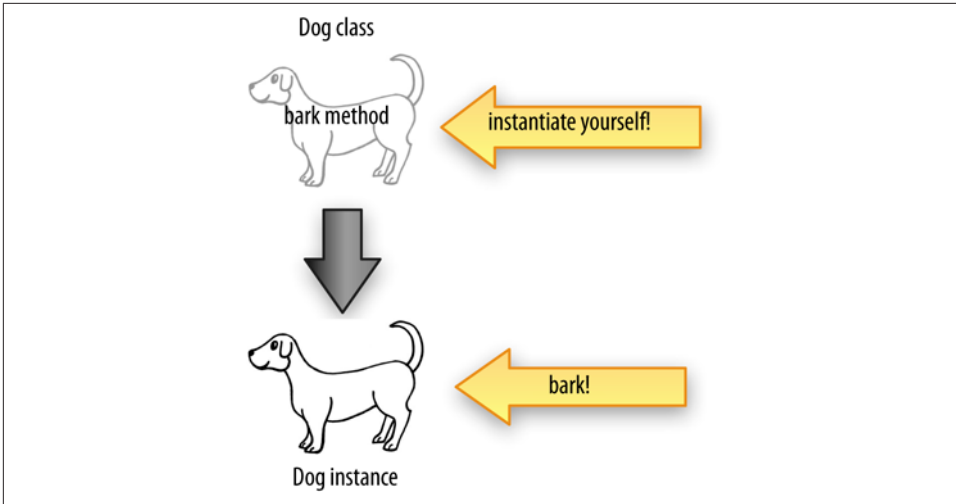 Dog class
bark method
instantiate yourself!
bark!
Dog instance